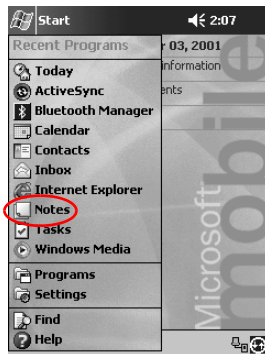 Start 2:07
Recent Programs r 03, 2001
Today information
ActiveSync ents
Bluetooth Manager
Calendar
Contacts
Inbox
Internet Explorer
Notes
Tasks
Windows Media
Programs
Settings
Find
Help
Microsoft
mobile